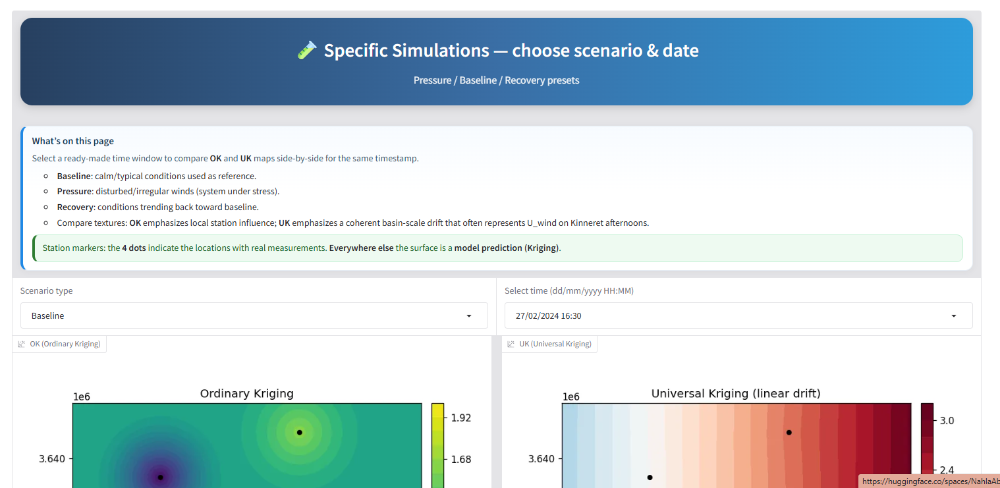 Specific Simulations — choose scenario & date
Pressure / Baseline / Recovery presets
What's on this page
Select a ready-made time window to compare OK and UK maps side-by-side for the same timestamp.
Baseline: calm/typical conditions used as reference.
Pressure: disturbed/irregular winds (system under stress).
Recovery: conditions trending back toward baseline.
Compare textures: OK emphasizes local station influence; UK emphasizes a coherent basin-scale drift that often represents U_wind on Kinneret afternoons.
Station markers: the 4 dots indicate the locations with real measurements. Everywhere else the surface is a model prediction (Kriging).
Scenario type
Select time (dd/mm/yyyy HH:MM)
Baseline
27/02/2024 16:30
OK (Ordinary Kriging)
UK (Universal Kriging)
1e6
Ordinary Kriging
3.640
1.92
1.68
1e6
Universal Kriging (linear drift)
3.640
3.0
2.4
https://huggingface.co/spaces/NahlaAb